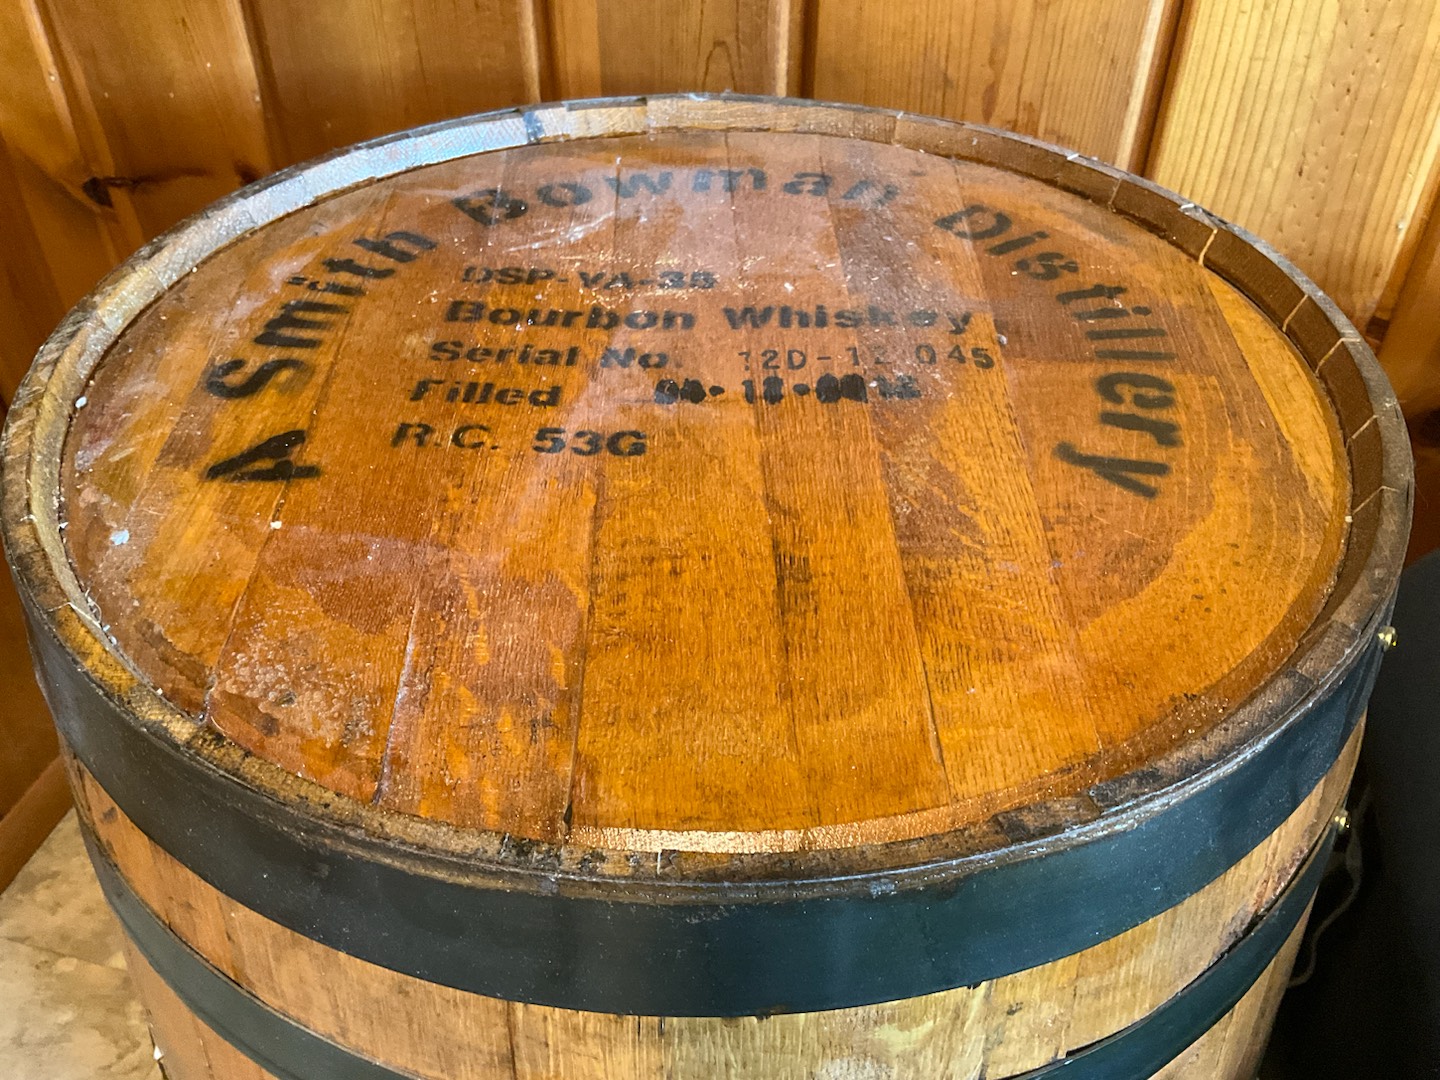 A Smith Bowman Distillery
DSP-VA-35
Bourbon Whiskey
Serial No. 12D-12 045
Filled
R.C. 53G